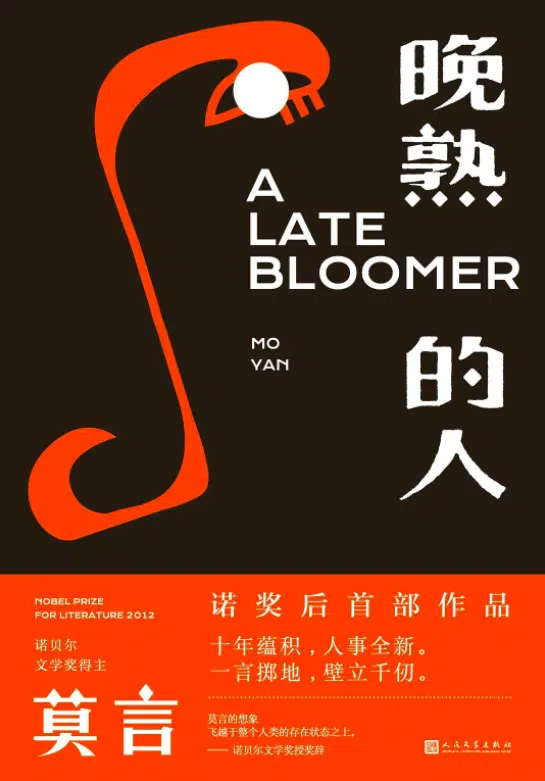 晚熟的人
A
LATE
BLOOMER
MO
YAN
NOBEL PRIZE
FOR LITERATURE 2012
诺贝尔
文学奖得主
莫言
诺奖后首部作品
十年蕴积，人事全新。
一言掷地，壁立千仞。
莫言的想象
飞越于整个人类的存在状态之上。
—— 诺贝尔文学奖授奖辞
人民文学出版社